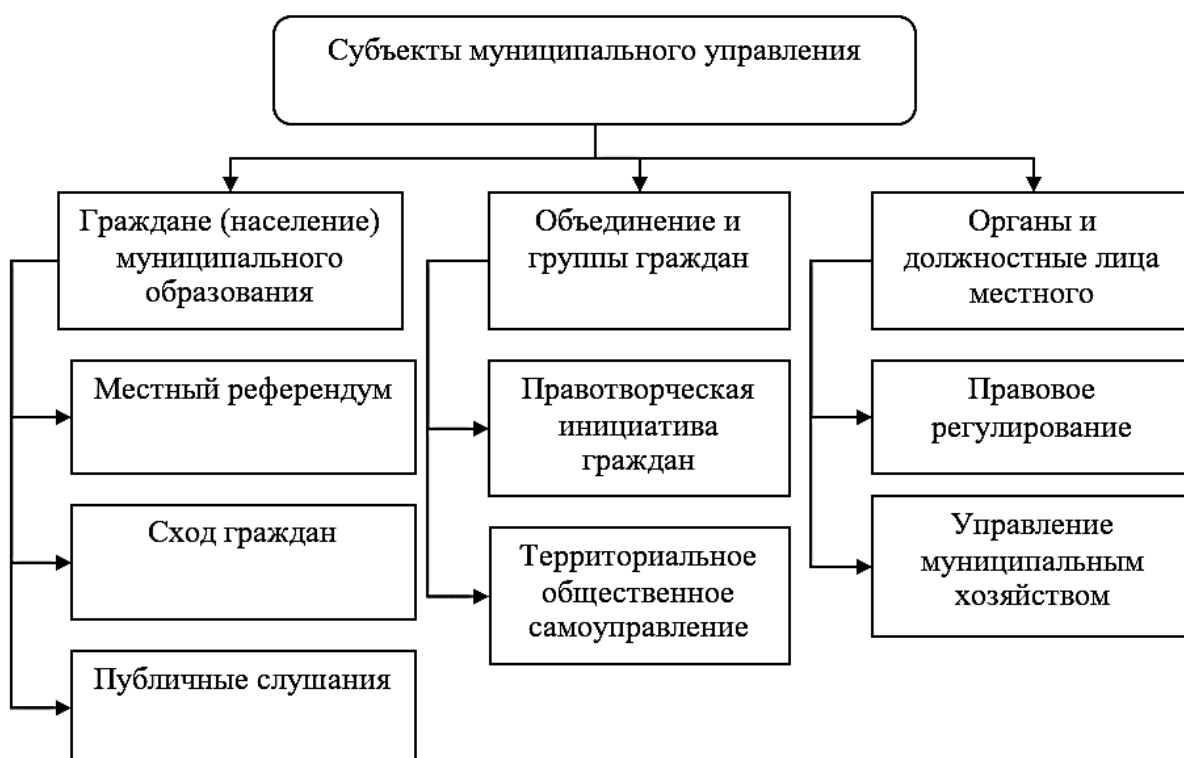 Субъекты муниципального управления
Граждане (население)
муниципального
образования
Объединение и
группы граждан
Органы и
должностные лица
местного
Местный референдум
Правотворческая
инициатива
граждан
Правовое
регулирование
Сход граждан
Территориальное
общественное
самоуправление
Управление
муниципальным
хозяйством
Публичные слушания